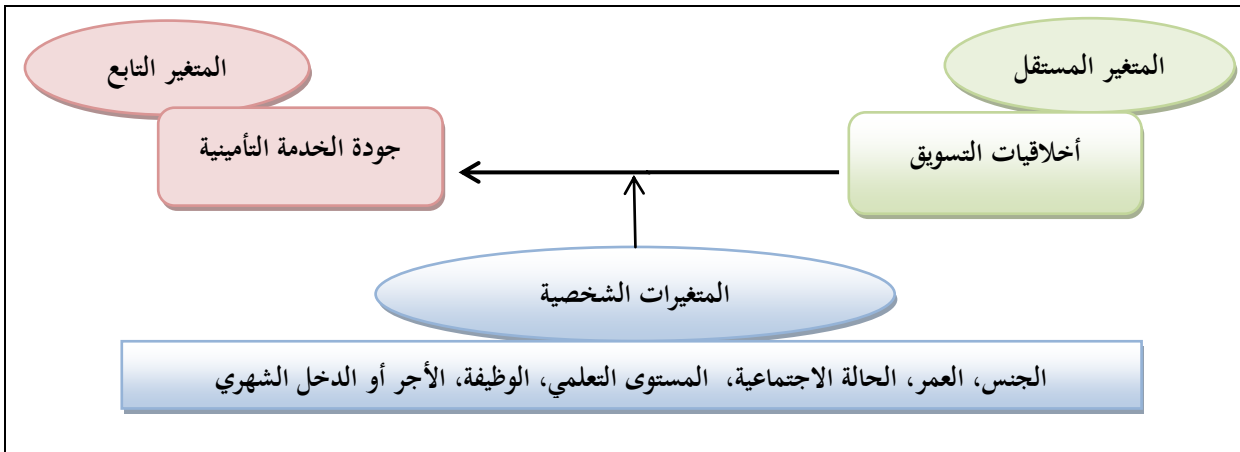 المتغير المستقل
المتغير التابع
أخلاقيات التسويق
جودة الخدمة التأمينية
المتغيرات الشخصية
الجنس، العمر، الحالة الاجتماعية، المستوى التعلمي، الوظيفة، الأجر أو الدخل الشهري